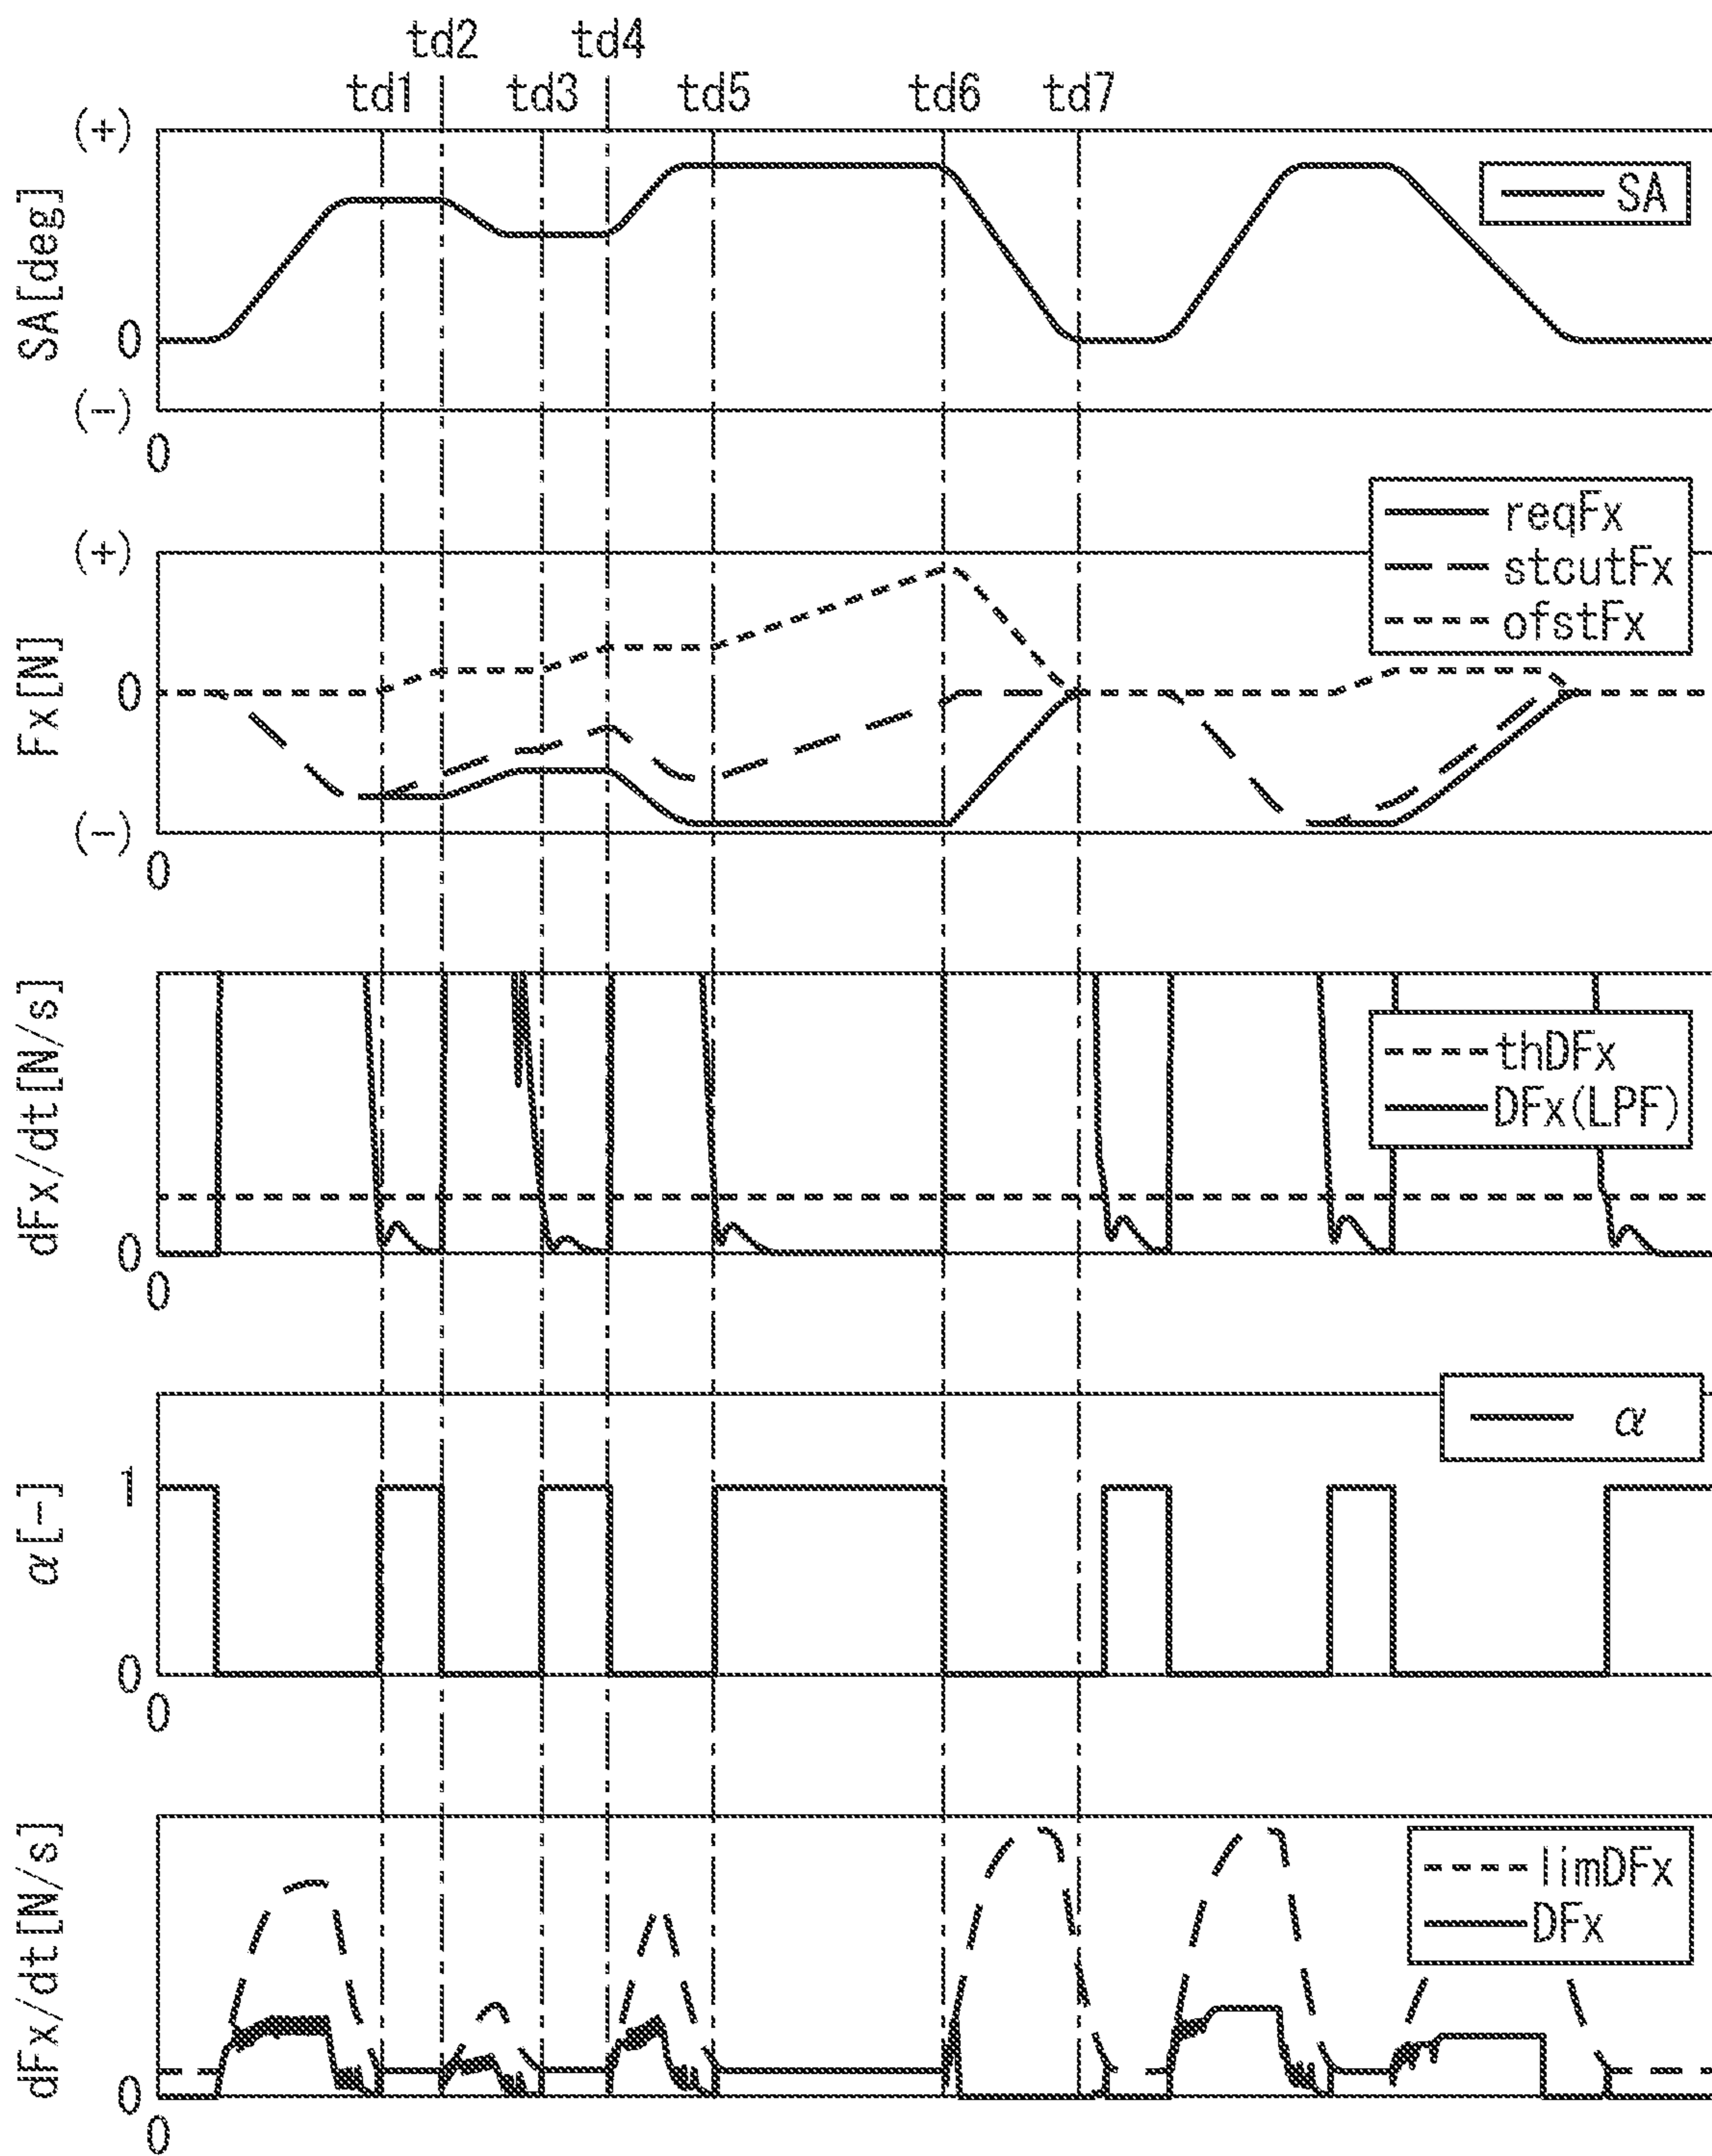 td2 td4
td1 td3 td5 td6 td7
(+)
SA[deg]
SA
0
(-)
0
reqFx
stcutFx
ofstFx
(+)
Fx[N]
0
(-)
0
dFx/dt[N/s]
thDFx
DFx(LPF)
0
0
α
α[-]
1
0
0
dFx/dt[N/s]
limDFx
DFx
0
0